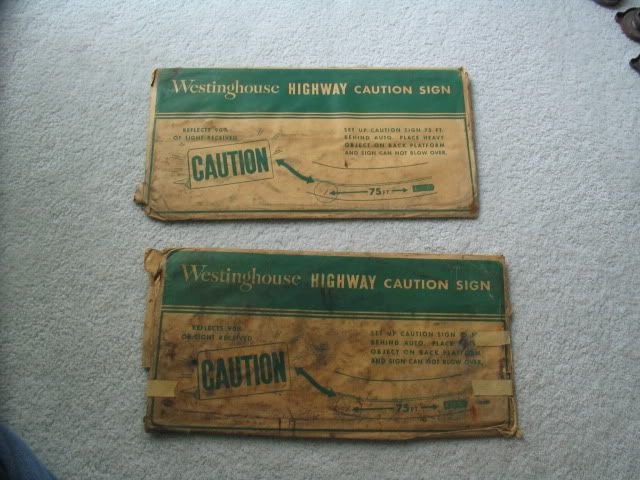 Westinghouse HIGHWAY CAUTION SIGN
REFLECTS 90%
OF LIGHT RECEIVED
CAUTION
SET UP CAUTION SIGN 75 FT.
BEHIND AUTO. PLACE HEAVY
OBJECT ON BACK PLATFORM
AND SIGN CAN NOT BLOW OVER.
75 FT
Westinghouse HIGHWAY CAUTION SIGN
REFLECTS 90%
OF LIGHT RECEIVED
CAUTION
SET UP CAUTION SIGN 75
BEHIND AUTO. PLACE
OBJECT ON BACK PLATFORM
AND SIGN CAN NOT BLOW OVER.
75 FT